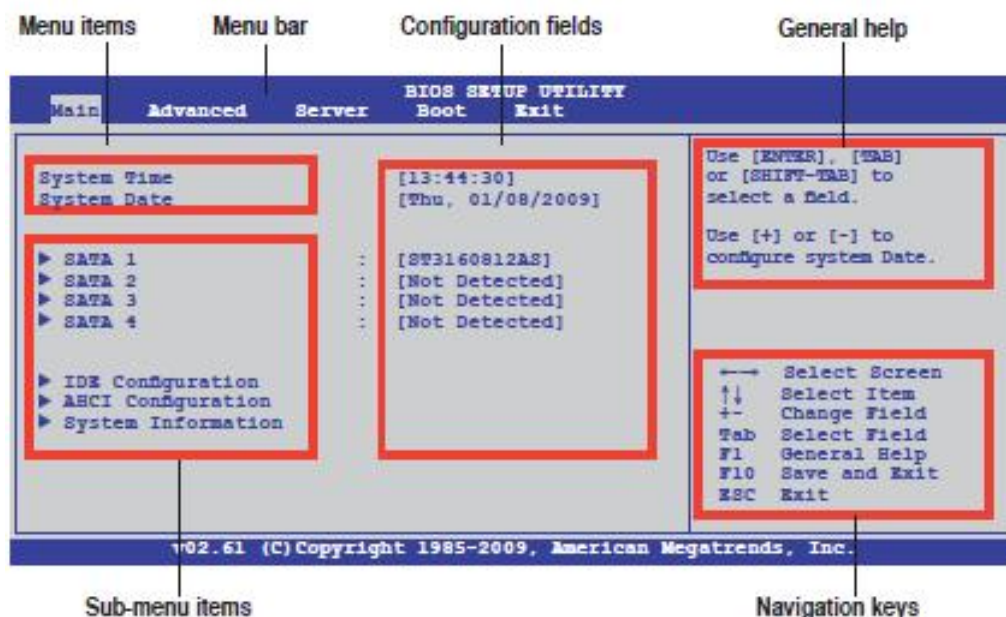 Menu items Menu bar Configuration fields General help
BIOS SETUP UTILITY
Main Advanced Server Boot Exit
System Time [13:44:30]
System Date [Thu, 01/08/2009]
▶ SATA 1 : [ST3160812AS]
▶ SATA 2 : [Not Detected]
▶ SATA 3 : [Not Detected]
▶ SATA 4 : [Not Detected]
▶ IDE Configuration
▶ AHCI Configuration
▶ System Information
Use [ENTER], [TAB]
or [SHIFT-TAB] to
select a field.
Use [+] or [-] to
configure system Date.
←→ Select Screen
↑↓ Select Item
+- Change Field
Tab Select Field
F1 General Help
F10 Save and Exit
ESC Exit
v02.61 (C)Copyright 1985-2009, American Megatrends, Inc.
Sub-menu items Navigation keys